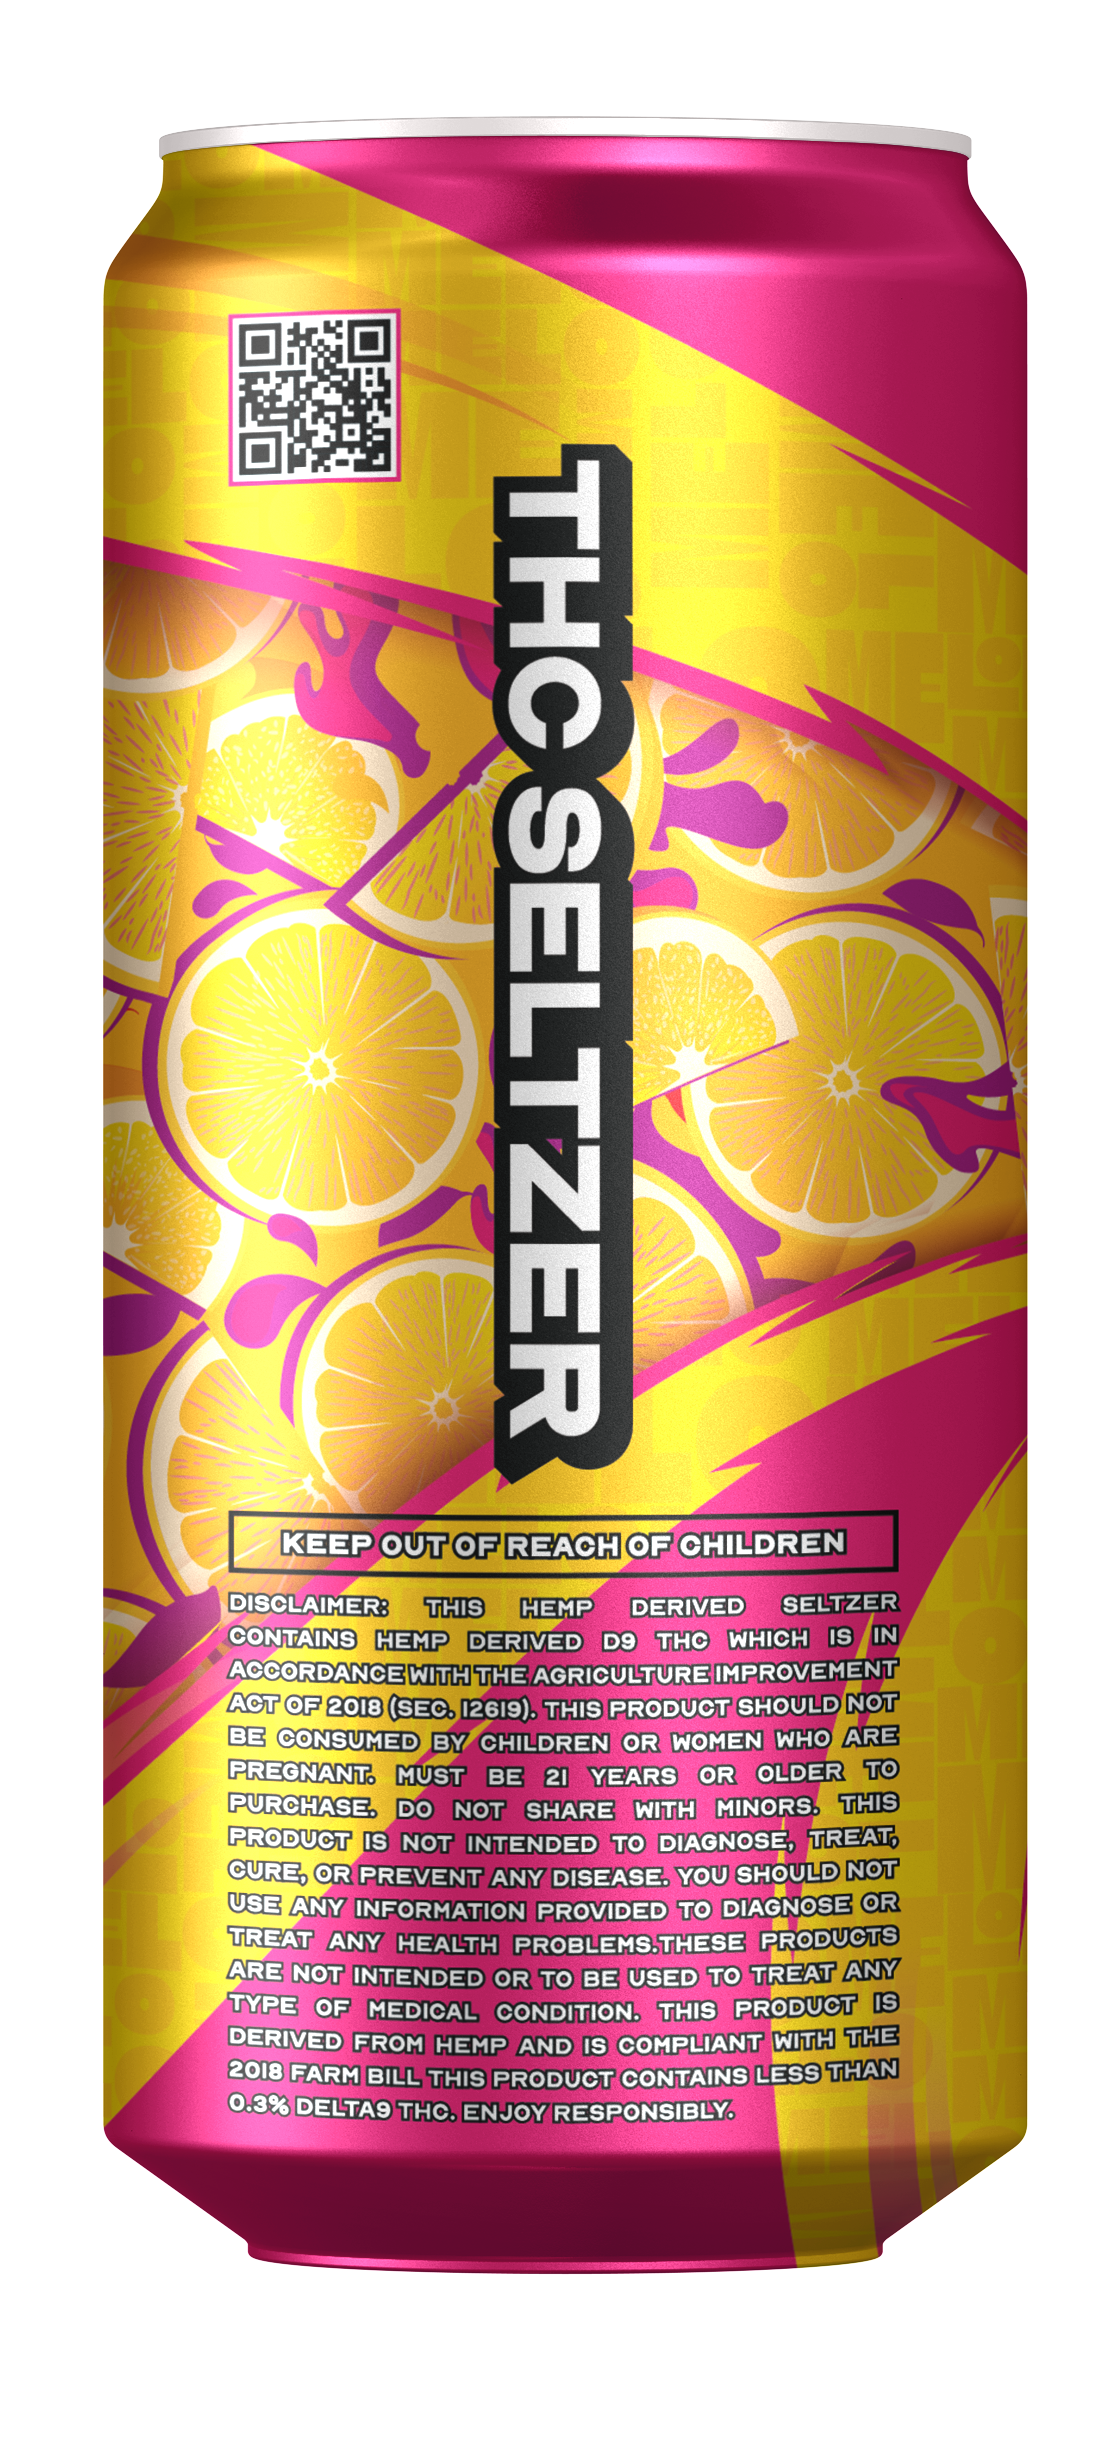 THC SELTZER
KEEP OUT OF REACH OF CHILDREN
DISCLAIMER: THIS HEMP DERIVED SELTZER
CONTAINS HEMP DERIVED D9 THC WHICH IS IN
ACCORDANCE WITH THE AGRICULTURE IMPROVEMENT
ACT OF 2018 (SEC. 12619). THIS PRODUCT SHOULD NOT
BE CONSUMED BY CHILDREN OR WOMEN WHO ARE
PREGNANT. MUST BE 21 YEARS OR OLDER TO
PURCHASE. DO NOT SHARE WITH MINORS. THIS
PRODUCT IS NOT INTENDED TO DIAGNOSE, TREAT,
CURE, OR PREVENT ANY DISEASE. YOU SHOULD NOT
USE ANY INFORMATION PROVIDED TO DIAGNOSE OR
TREAT ANY HEALTH PROBLEMS.THESE PRODUCTS
ARE NOT INTENDED OR TO BE USED TO TREAT ANY
TYPE OF MEDICAL CONDITION. THIS PRODUCT IS
DERIVED FROM HEMP AND IS COMPLIANT WITH THE
2018 FARM BILL THIS PRODUCT CONTAINS LESS THAN
0.3% DELTA9 THC. ENJOY RESPONSIBLY.